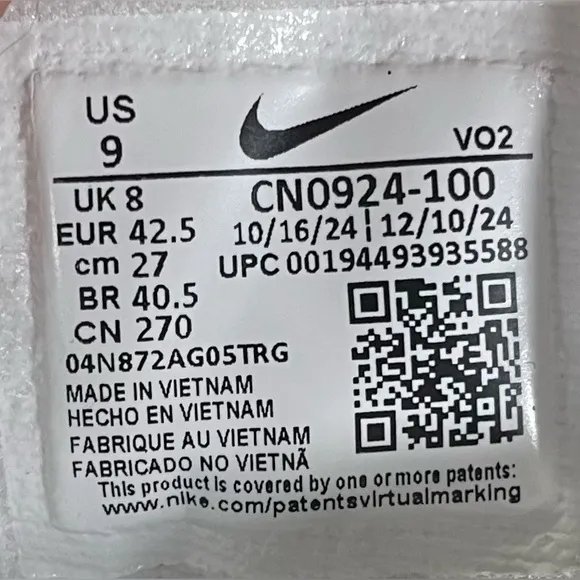 US
9
VO2
UK 8
CN0924-100
EUR 42.5
10/16/24 | 12/10/24
cm 27
UPC 00194493935588
BR 40.5
CN 270
04N872AG05TRG
MADE IN VIETNAM
HECHO EN VIETNAM
FABRIQUE AU VIETNAM
FABRICADO NO VIETNÃ
This product is covered by one or more patents:
www.nike.com/patentsvirtualmarking